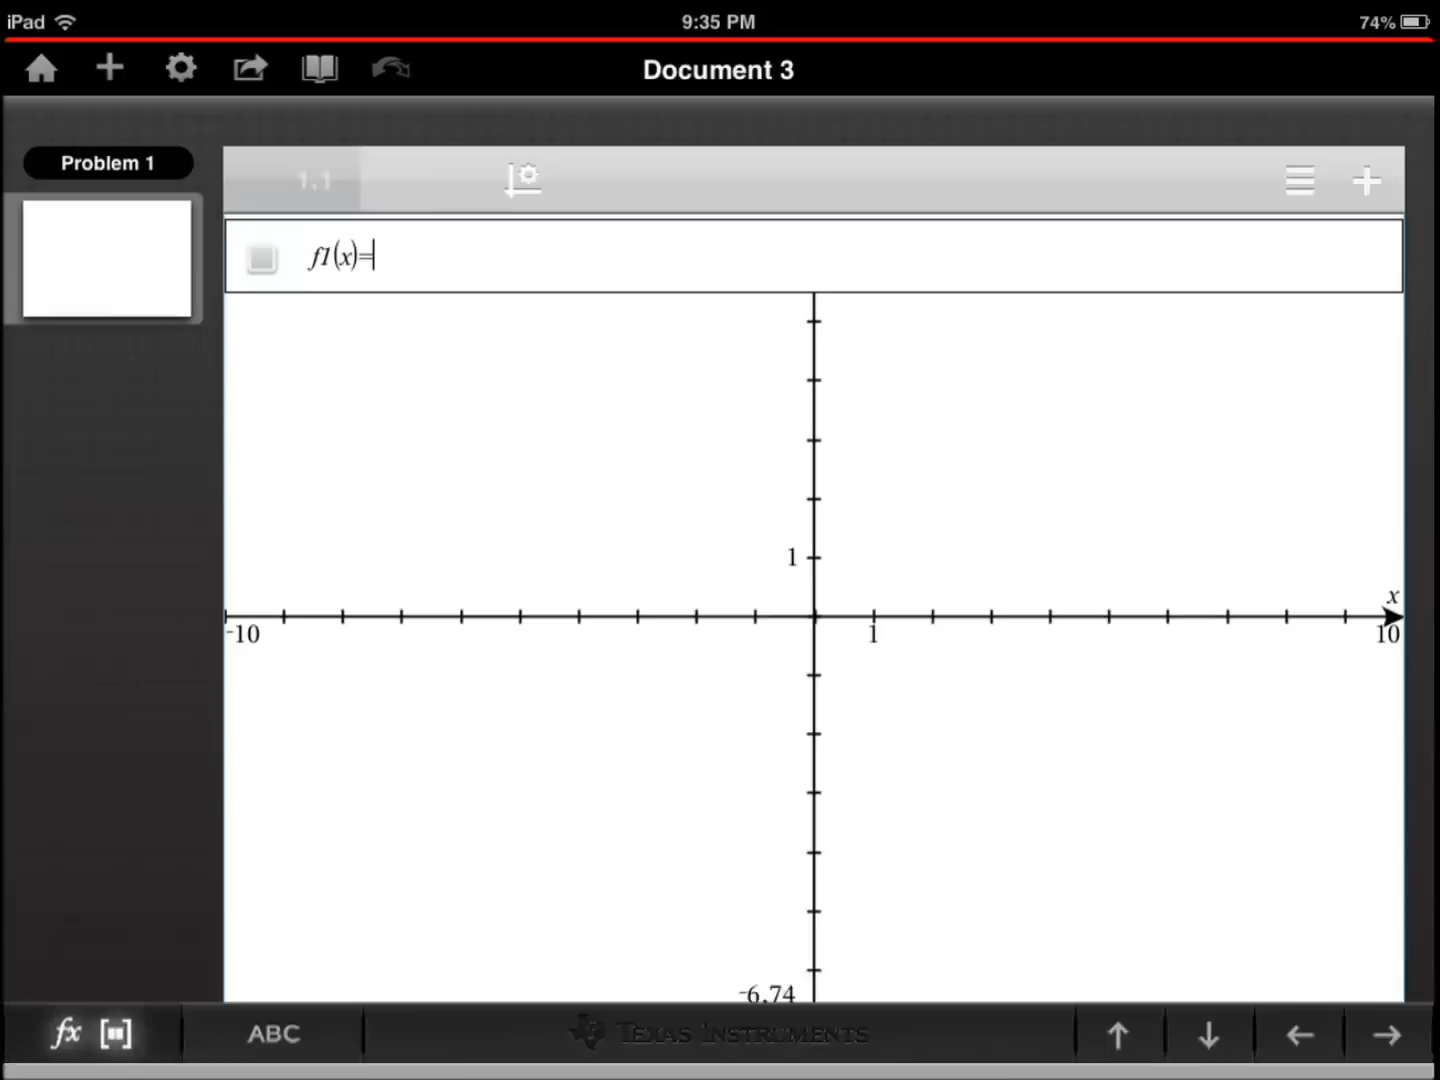 iPad 9:35 PM 74%
Document 3
Problem 1
1.1
f1(x)=
1
x
-10 1 10
-6.74
fx [▪▪] ABC TEXAS INSTRUMENTS ↑ ↓ ← →